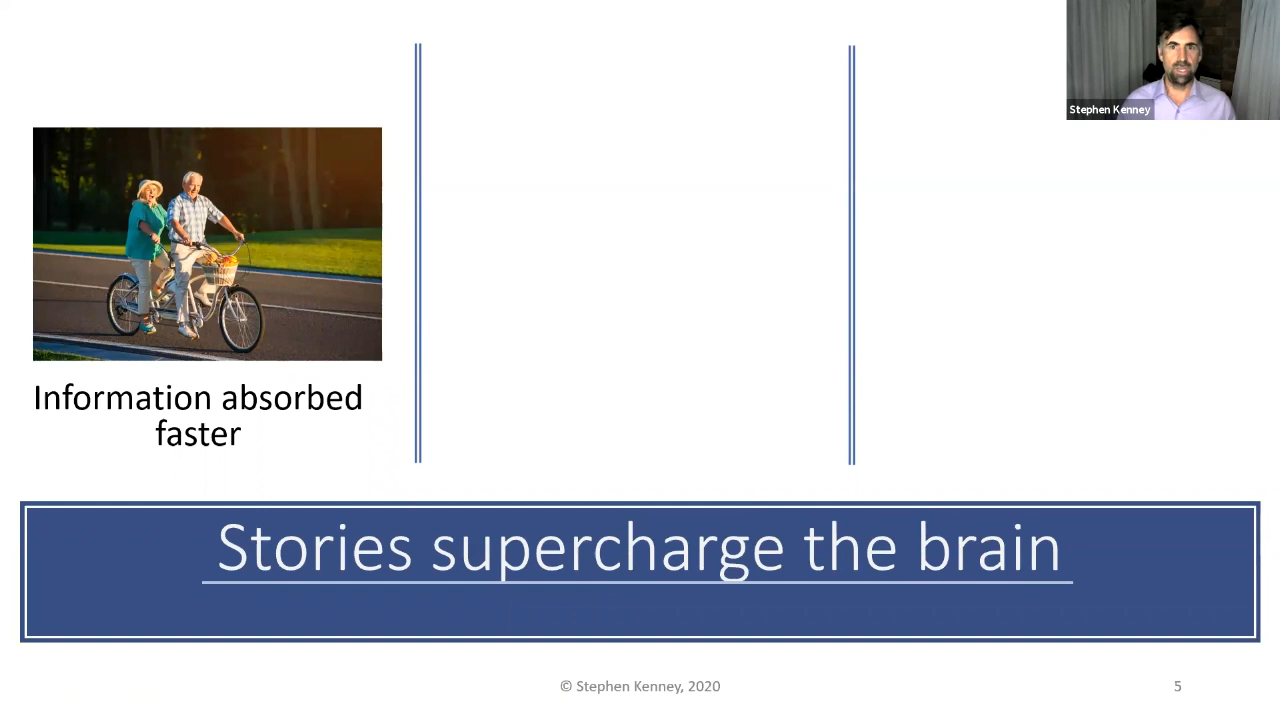 Stephen Kenney
Information absorbed
faster
Stories supercharge the brain
© Stephen Kenney, 2020
5